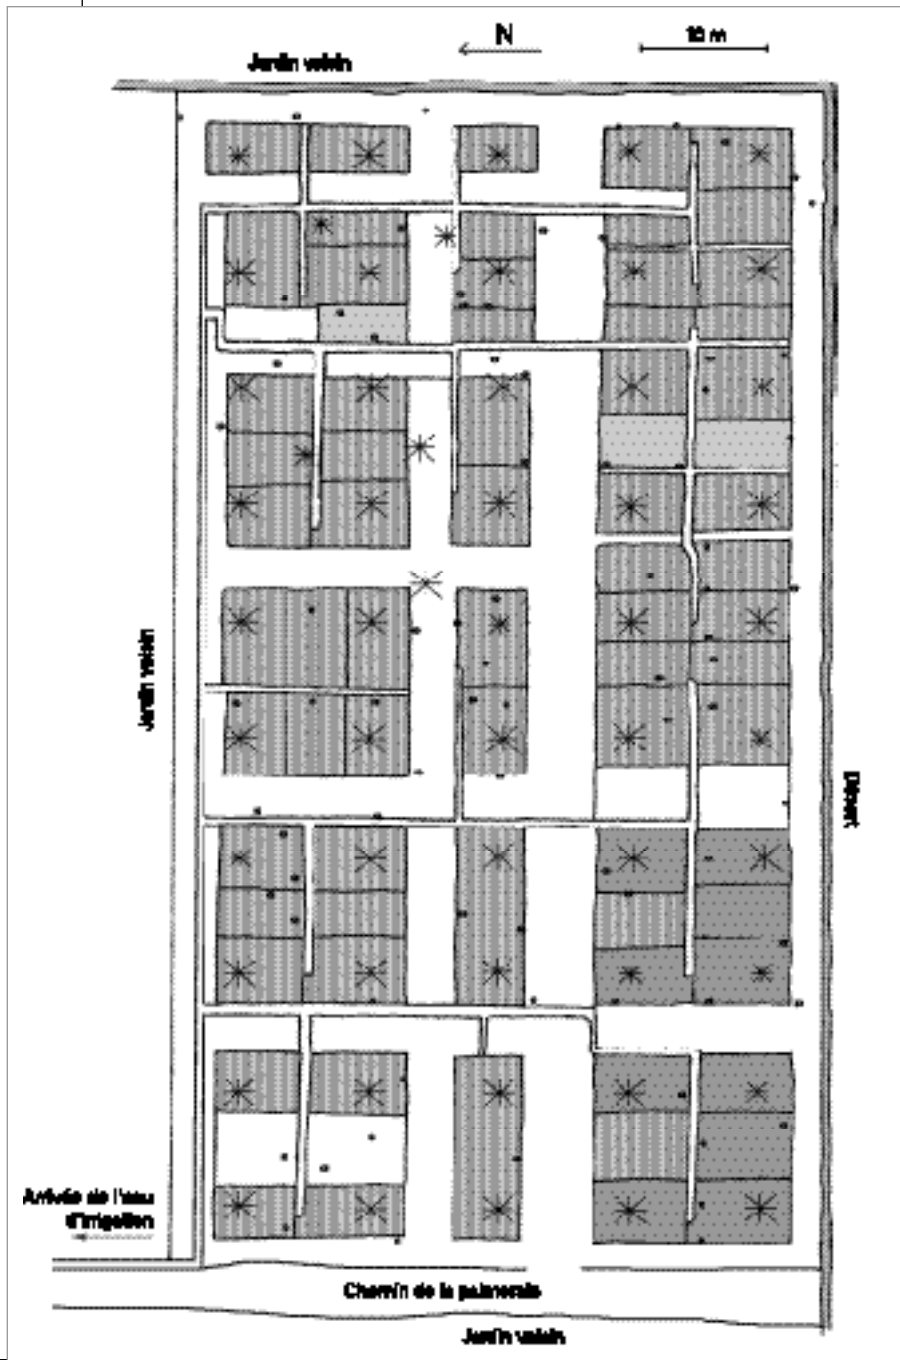 N
10 m
Jardin voisin
Jardin voisin
Désert
Arrivée de l'eau
d'irrigation
Chemin de la palmeraie
Jardin voisin